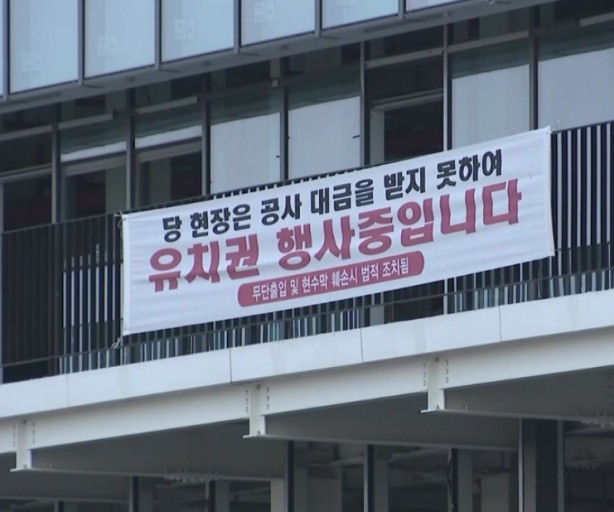 당 현장은 공사 대금을 받지 못하여
유치권 행사중입니다
무단출입 및 현수막 훼손시 법적 조치됨